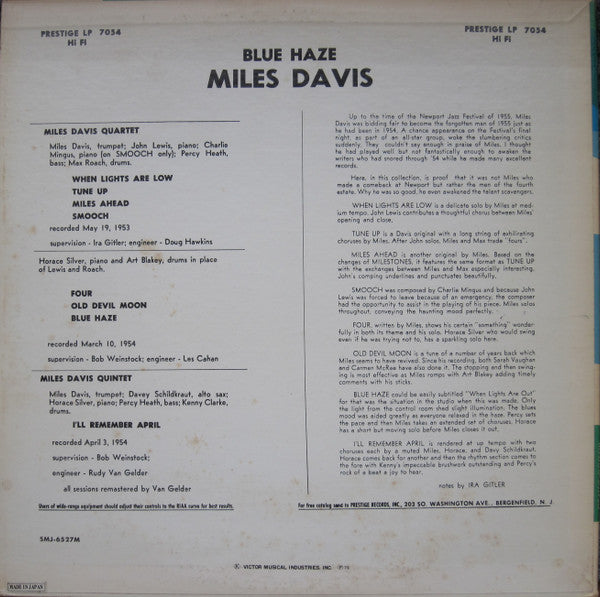 PRESTIGE LP 7054
Hi Fi
PRESTIGE LP 7054
Hi Fi
BLUE HAZE
MILES DAVIS
MILES DAVIS QUARTET
Miles Davis, trumpet; John Lewis, piano; Charlie
Mingus, piano (on SMOOCH only); Percy Heath,
bass; Max Roach, drums.
WHEN LIGHTS ARE LOW
TUNE UP
MILES AHEAD
SMOOCH
recorded May 19, 1953
supervision - Ira Gitler; engineer - Doug Hawkins
Horace Silver, piano and Art Blakey, drums in place
of Lewis and Roach.
FOUR
OLD DEVIL MOON
BLUE HAZE
recorded March 10, 1954
supervision - Bob Weinstock; engineer - Les Cahan
MILES DAVIS QUINTET
Miles Davis, trumpet; Davey Schildkraut, alto sax;
Horace Silver, piano; Percy Heath, bass; Kenny Clarke,
drums.
I'LL REMEMBER APRIL
recorded April 3, 1954
supervision - Bob Weinstock;
engineer - Rudy Van Gelder
all sessions remastered by Van Gelder
Users of wide-range equipment should adjust their controls to the RIAA curve for best results.
Up to the time of the Newport Jazz Festival of 1955, Miles
Davis was bidding fair to become the forgotten man of 1955 just as
he had been in 1954. A chance appearance on the Festival's final
night, as part of an all-star group, woke the slumbering critics
suddenly. They couldn't say enough in praise of Miles. I thought
he had played well but not fantastically enough to awaken the
writers who had snored through '54 while he made many excellent
records.
Here, in this collection, is proof that it was not Miles who
made a comeback at Newport but rather the men of the fourth
estate. Why he was so good, he even awakened the talent scavengers.
WHEN LIGHTS ARE LOW is a delicate solo by Miles at med-
ium tempo. John Lewis contributes a thoughtful chorus between Miles'
opening and close.
TUNE UP is a Davis original with a long string of exhilarating
choruses by Miles. After John solos, Miles and Max trade "fours".
MILES AHEAD is another original by Miles. Based on the
changes of MILESTONES, it features the same format as TUNE UP
with the exchanges between Miles and Max especially interesting.
John's comping underlines and punctuates beautifully.
SMOOCH was composed by Charlie Mingus and because John
Lewis was forced to leave because of an emergency, the composer
had the opportunity to assist in the playing of his piece. Miles solos
throughout, conveying the haunting mood perfectly.
FOUR, written by Miles, shows his certain "something" wonder-
fully in both its theme and his solo. Horace Silver who would swing
even if he was trying not to, has a sparkling solo here.
OLD DEVIL MOON is a tune of a number of years back which
Miles seems to have revived. Since his recording, both Sarah Vaughan
and Carmen McRae have also done it. The stopping and then swing-
ing is most effective as Miles romps with Art Blakey adding timely
comments with his sticks.
BLUE HAZE could be easily subtitled "When Lights Are Out"
for that was the situation in the studio when this was made. Only
the light from the control room shed slight illumination. The blues
mood was aided greatly as everyone relaxed in the haze. Percy sets
the pace and then Miles takes an extended set of choruses. Horace
has a short but moving solo before Miles closes it out.
I'LL REMEMBER APRIL is rendered at up tempo with two
choruses each by a muted Miles, Horace, and Davy Schildkraut.
Horace comes back for another and then the rhythm section comes
to the fore with Kenny's impeccable brushwork outstanding and Percy's
rock of a beat a joy to hear.
notes by IRA GITLER
For free catalog send to PRESTIGE RECORDS, INC., 203 SO. WASHINGTON AVE., BERGENFIELD, N. J.
SMJ-6527M
MADE IN JAPAN
VICTOR MUSICAL INDUSTRIES, INC.